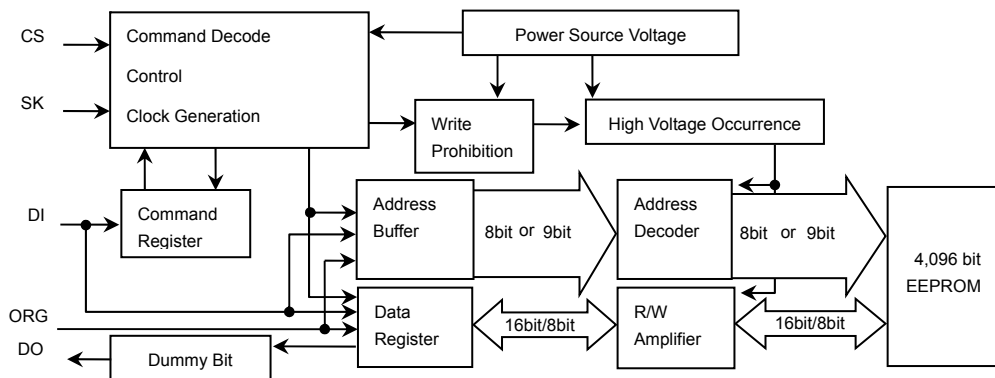 CS
Command Decode
Control
Clock Generation
SK
Power Source Voltage
Write
Prohibition
High Voltage Occurrence
DI
Command
Register
Address
Buffer
8bit or 9bit
Address
Decoder
8bit or 9bit
4,096 bit
EEPROM
ORG
DO
Data
Register
16bit/8bit
R/W
Amplifier
16bit/8bit
Dummy Bit